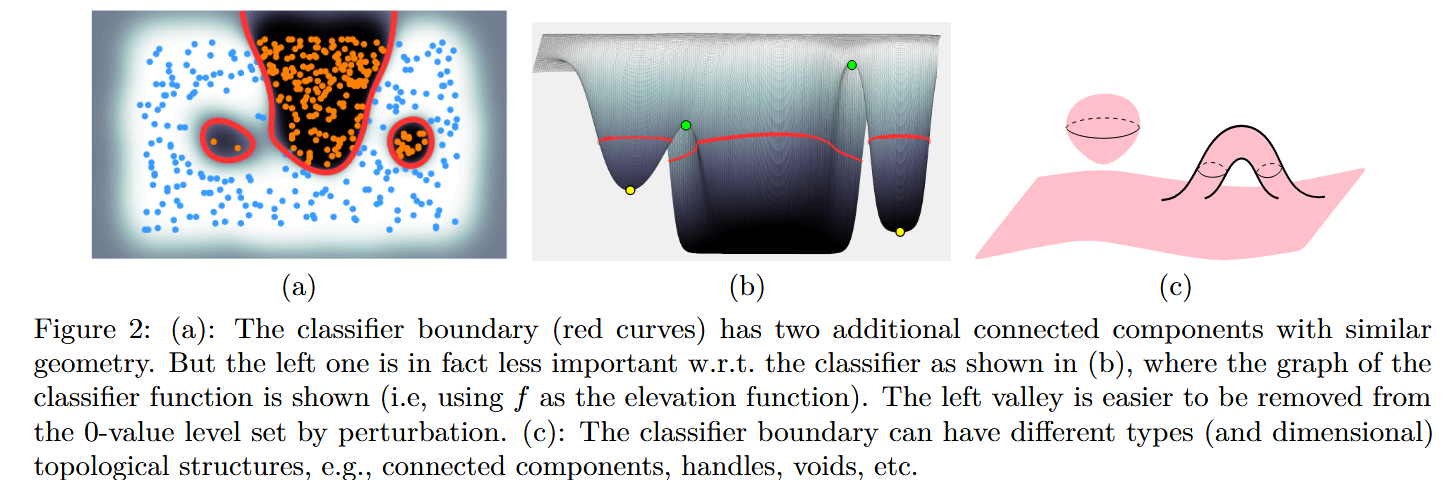 (a)
(b)
(c)
Figure 2: (a): The classifier boundary (red curves) has two additional connected components with similar
geometry. But the left one is in fact less important w.r.t. the classifier as shown in (b), where the graph of the
classifier function is shown (i.e, using f as the elevation function). The left valley is easier to be removed from
the 0-value level set by perturbation. (c): The classifier boundary can have different types (and dimensional)
topological structures, e.g., connected components, handles, voids, etc.